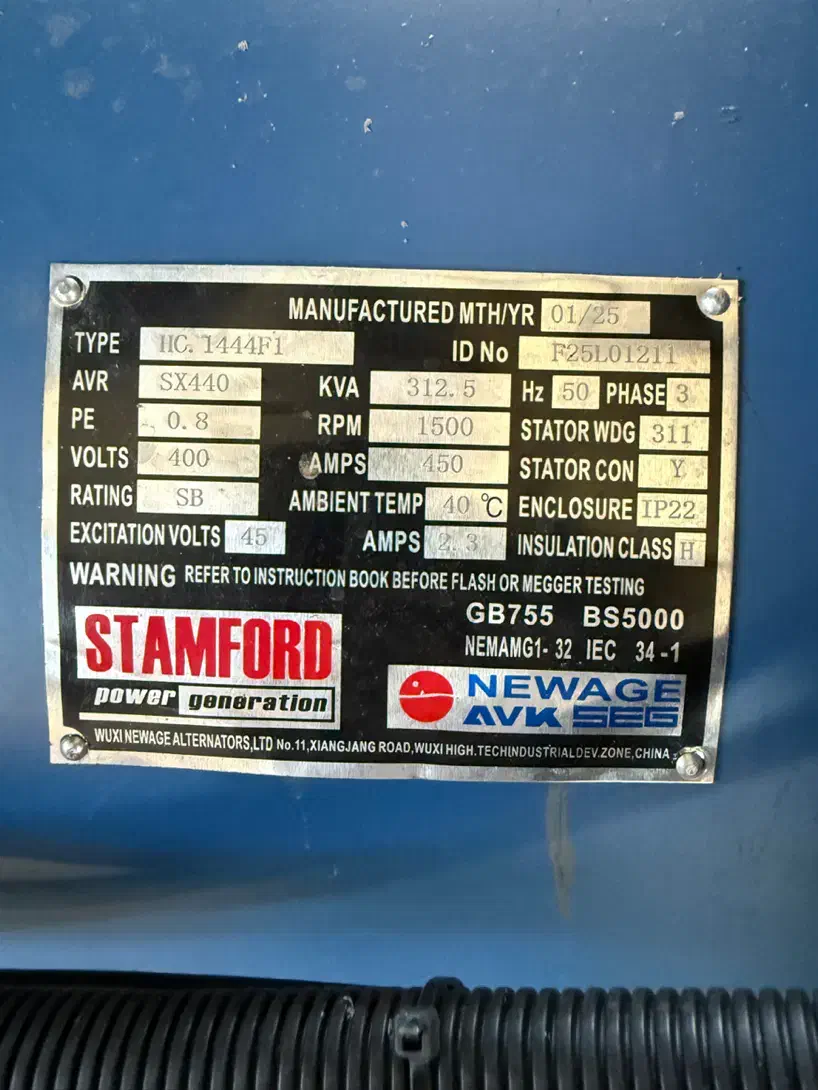 MANUFACTURED MTH/YR 01/25
TYPE HC.1444F1 ID No F25L01211
AVR SX440 KVA 312.5 Hz 50 PHASE 3
PE 0.8 RPM 1500 STATOR WDG 311
VOLTS 400 AMPS 450 STATOR CON Y
RATING SB AMBIENT TEMP 40 ℃ ENCLOSURE IP22
EXCITATION VOLTS 45 AMPS 2.3 INSULATION CLASS H
WARNING REFER TO INSTRUCTION BOOK BEFORE FLASH OR MEGGER TESTING
GB755 BS5000
NEMAMG1- 32 IEC 34 -1
STAMFORD
power generation
NEWAGE
AVK SEG
WUXI NEWAGE ALTERNATORS,LTD No.11,XIANGJANG ROAD,WUXI HIGH.TECHINDUSTRIALDEV.ZONE,CHINA